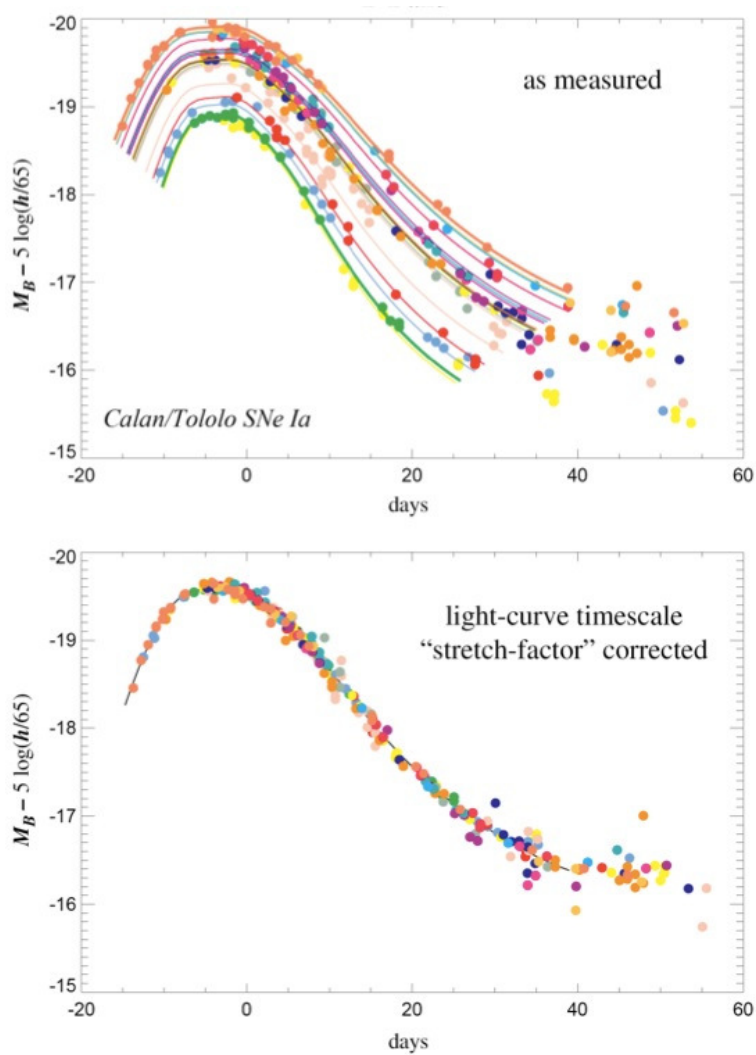 -20
as measured
-19
-18
M_B − 5 log(h/65)
-17
-16
Calan/Tololo SNe Ia
-15
-20 0 20 40 60
days
-20
light-curve timescale
“stretch-factor” corrected
-19
-18
M_B − 5 log(h/65)
-17
-16
-15
-20 0 20 40 60
days